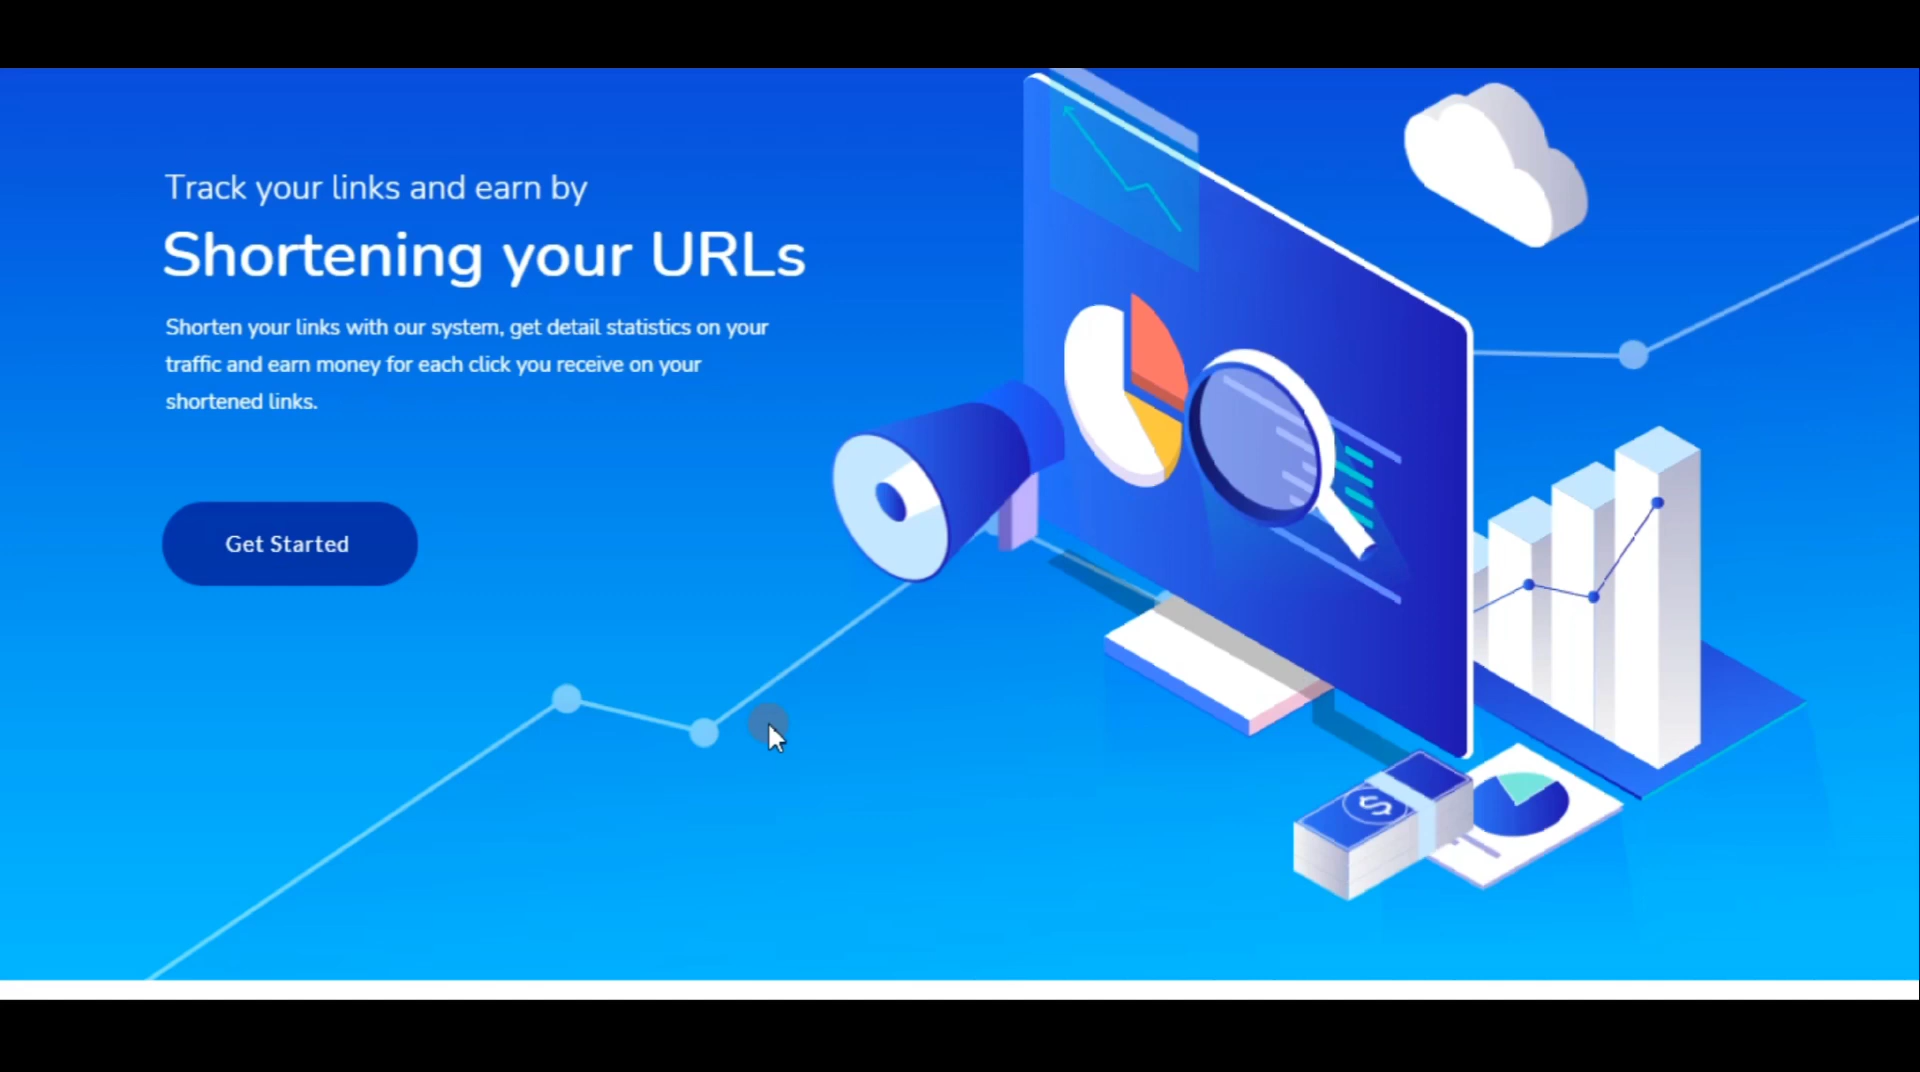 Track your links and earn by
Shortening your URLs
Shorten your links with our system, get detail statistics on your
traffic and earn money for each click you receive on your
shortened links.
Get Started
$